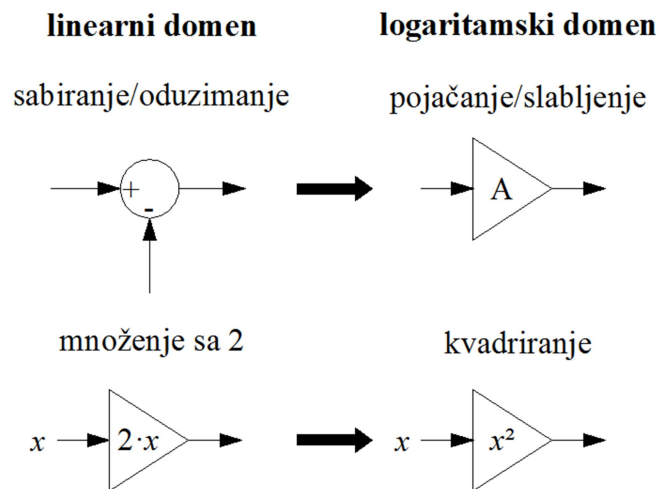 linearni domen
logaritamski domen
sabiranje/oduzimanje
pojačanje/slabljenje
+
-
A
množenje sa 2
kvadriranje
x
2·x
x
x²